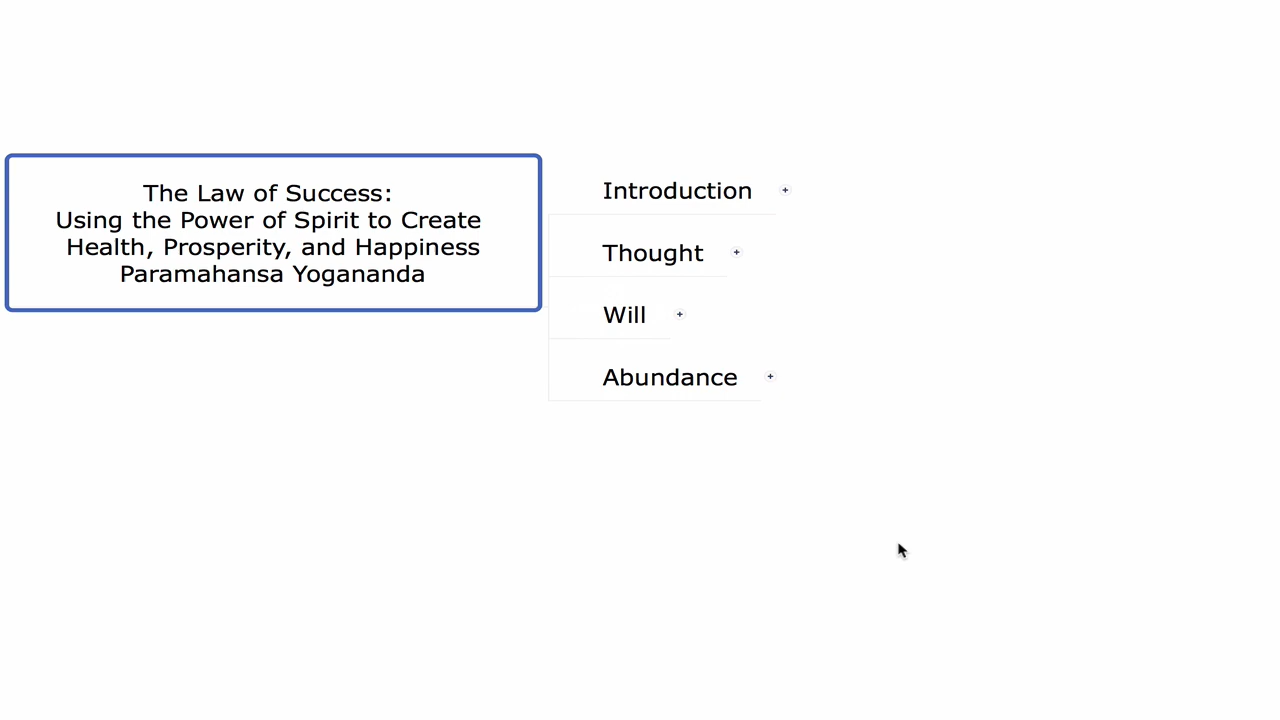 The Law of Success:
Using the Power of Spirit to Create
Health, Prosperity, and Happiness
Paramahansa Yogananda
Introduction
Thought
Will
Abundance